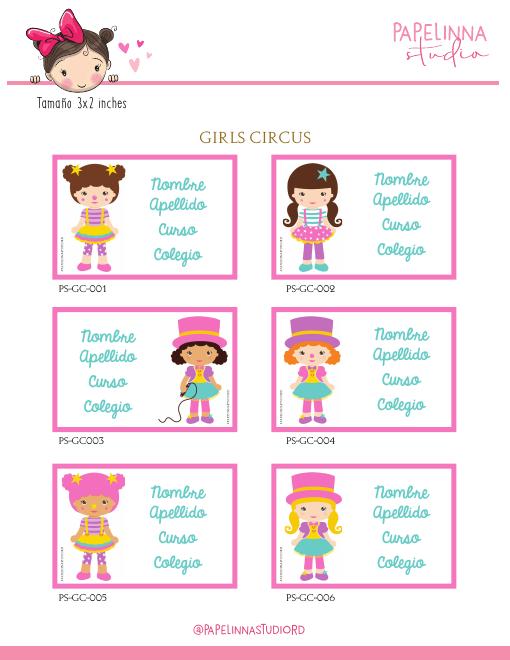 PAPELINNA
studio
Tamaño 3x2 inches
GIRLS CIRCUS
Nombre
Apellido
Curso
Colegio
PS-GC-001
Nombre
Apellido
Curso
Colegio
PS-GC-002
Nombre
Apellido
Curso
Colegio
PS-GC003
Nombre
Apellido
Curso
Colegio
PS-GC-004
Nombre
Apellido
Curso
Colegio
PS-GC-005
Nombre
Apellido
Curso
Colegio
PS-GC-006
@PAPELINNASTUDIORD